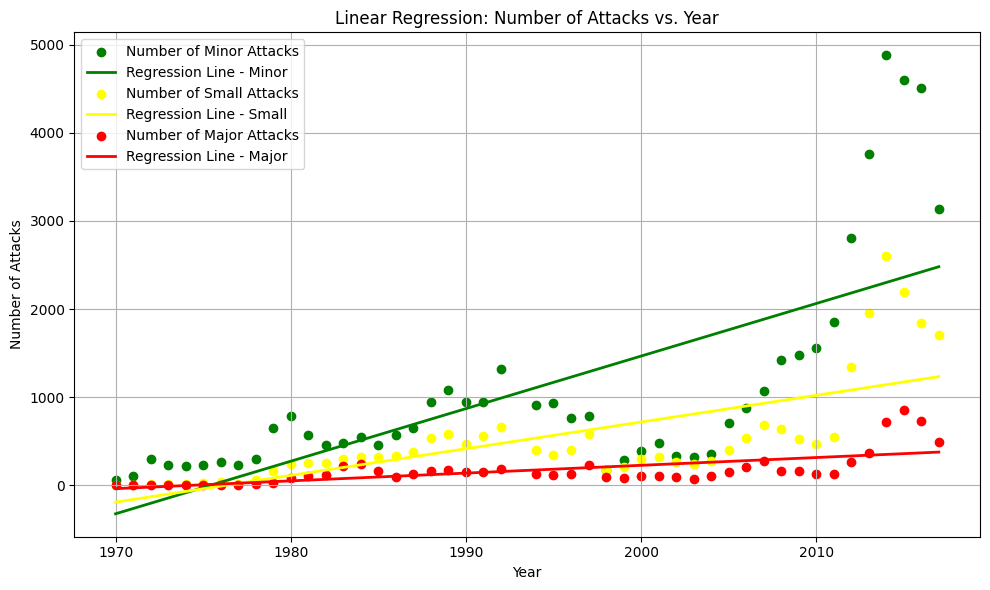 Linear Regression: Number of Attacks vs. Year
Number of Minor Attacks
Regression Line - Minor
Number of Small Attacks
Regression Line - Small
Number of Major Attacks
Regression Line - Major
Number of Attacks
5000
4000
3000
2000
1000
0
1970
1980
1990
2000
2010
Year